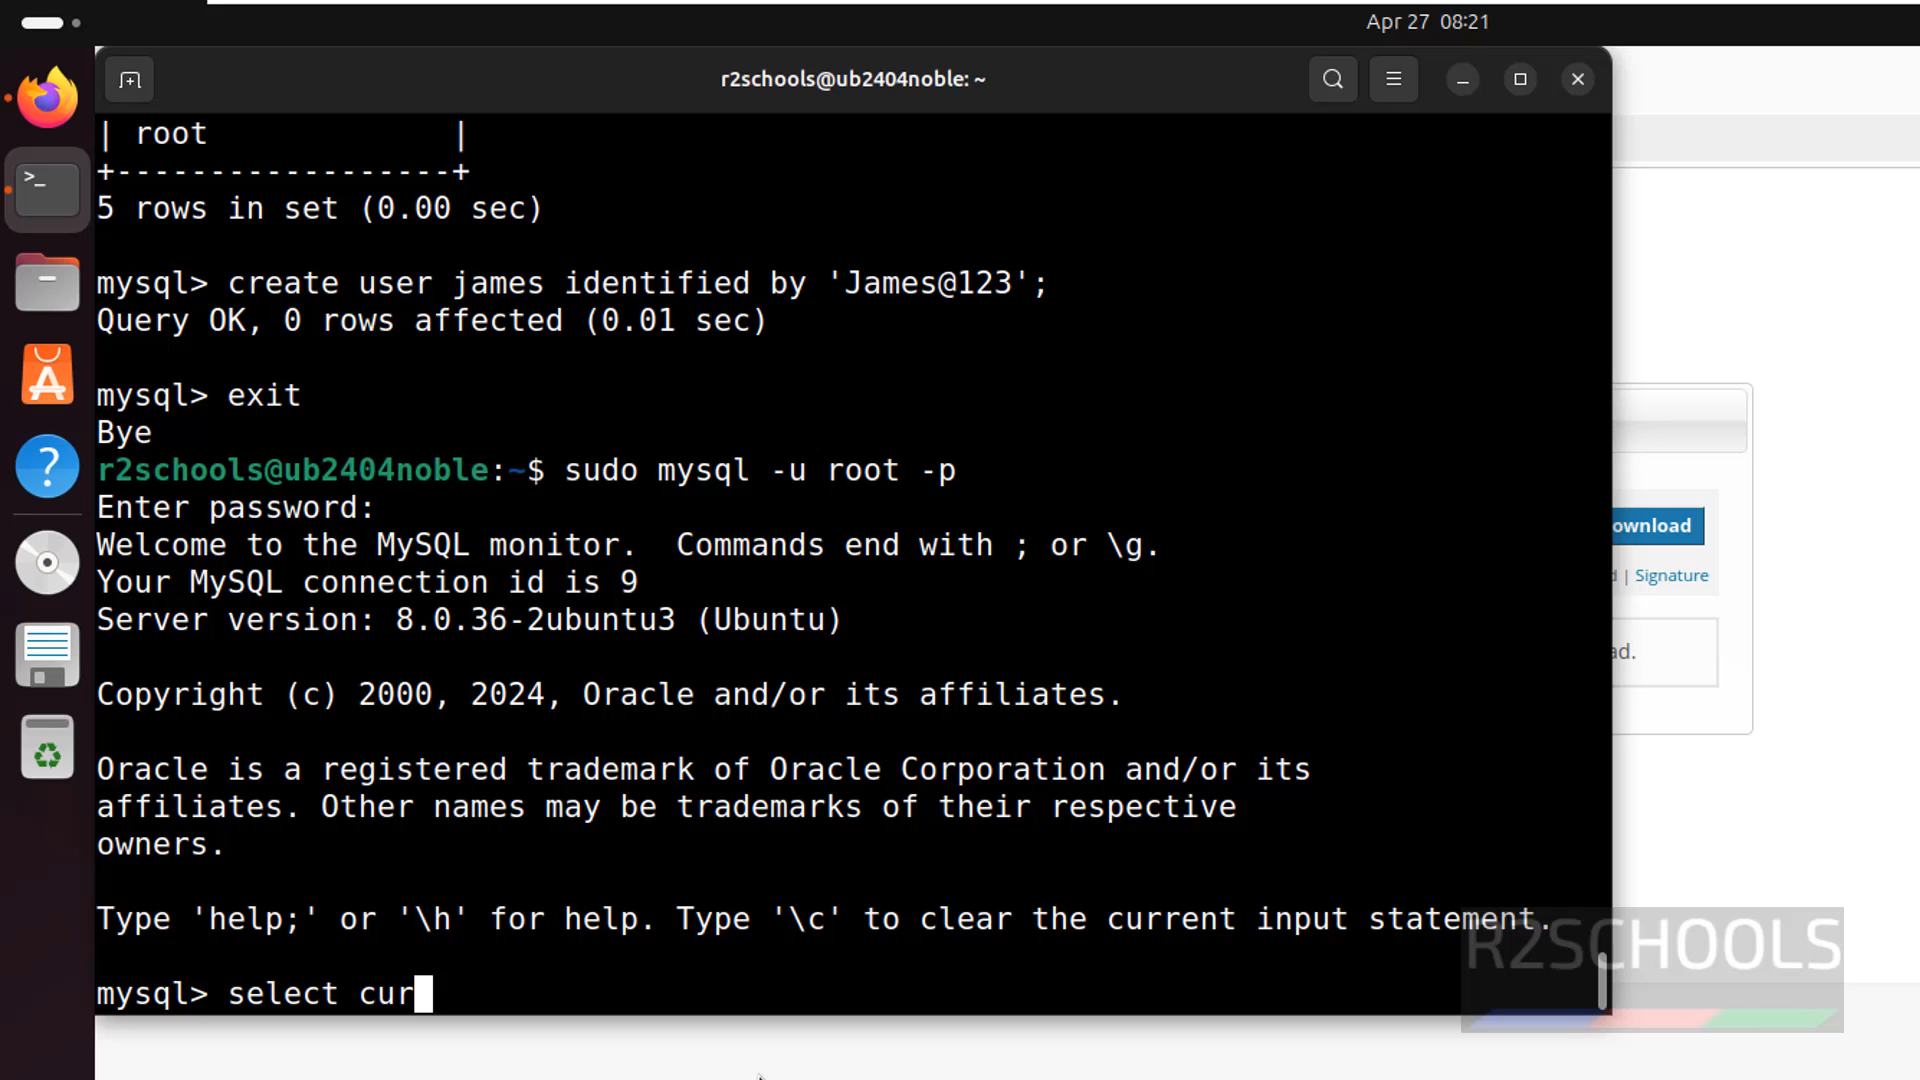 Apr 27 08:21
r2schools@ub2404noble: ~
| root             |
+------------------+
5 rows in set (0.00 sec)
mysql> create user james identified by 'James@123';
Query OK, 0 rows affected (0.01 sec)
mysql> exit
Bye
r2schools@ub2404noble:~$ sudo mysql -u root -p
Enter password:
Welcome to the MySQL monitor.  Commands end with ; or \g.
Your MySQL connection id is 9
Server version: 8.0.36-2ubuntu3 (Ubuntu)
Copyright (c) 2000, 2024, Oracle and/or its affiliates.
Oracle is a registered trademark of Oracle Corporation and/or its
affiliates. Other names may be trademarks of their respective
owners.
Type 'help;' or '\h' for help. Type '\c' to clear the current input statement.
mysql> select cur
ownload
d | Signature
ad.
R2SCHOOLS